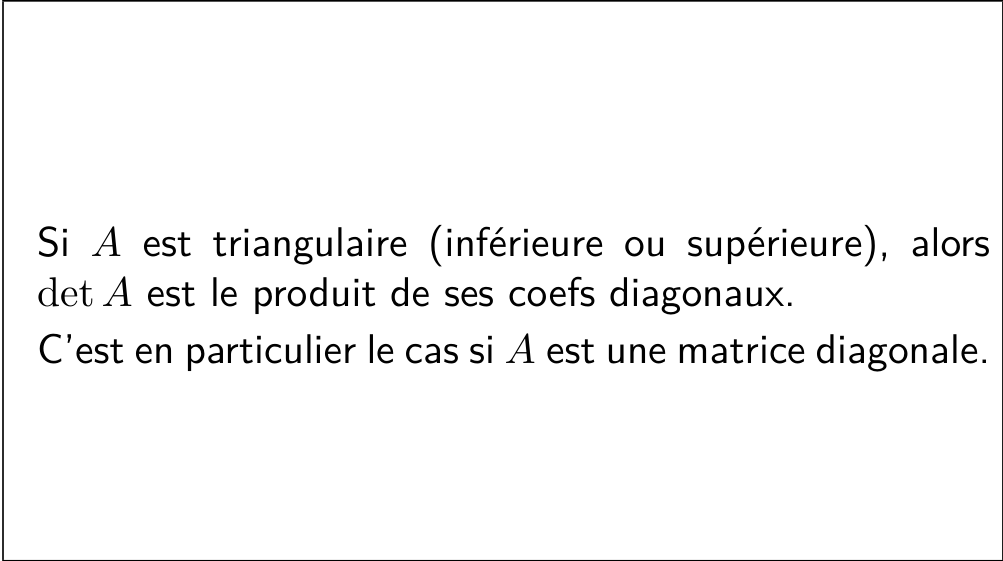 Si A est triangulaire (inférieure ou supérieure), alors
det A est le produit de ses coefs diagonaux.
C'est en particulier le cas si A est une matrice diagonale.